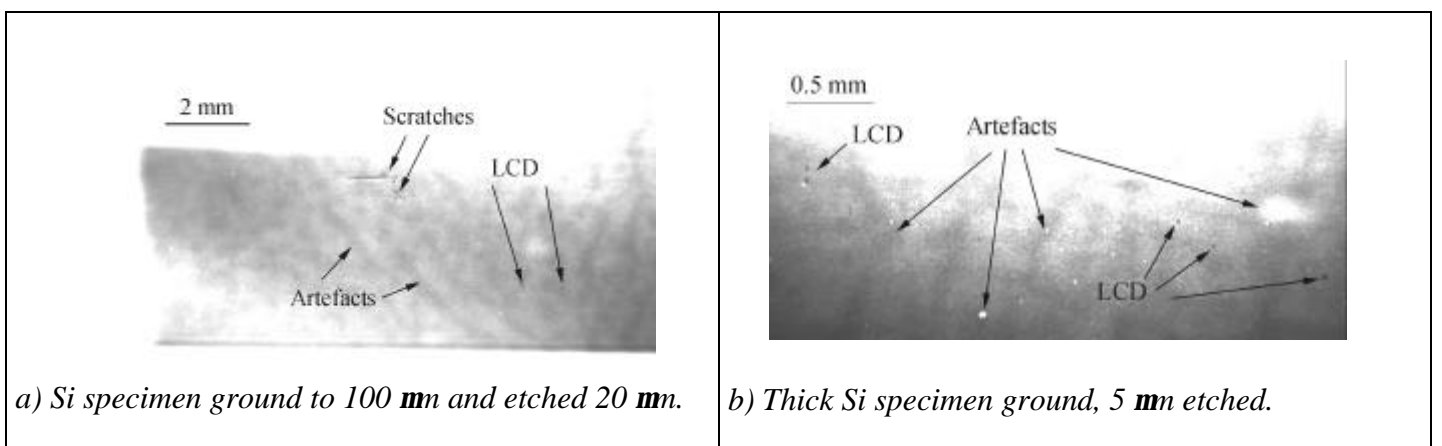 2 mm
Scratches
LCD
Artefacts
a) Si specimen ground to 100 mm and etched 20 mm.
0.5 mm
LCD
Artefacts
LCD
b) Thick Si specimen ground, 5 mm etched.